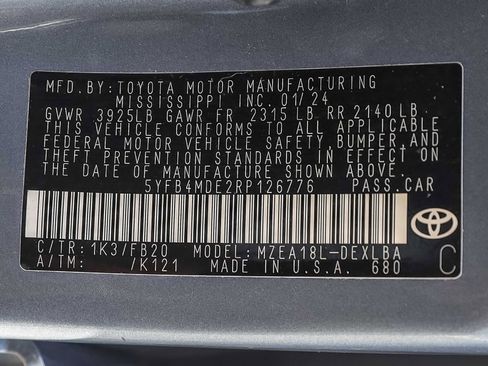 MFD.BY:TOYOTA MOTOR MANUFACTURING
MISSISSIPPI INC.01/24
GVWR 3925LB GAWR FR 2315LB RR2140LB
THIS VEHICLE CONFORMS TO ALL APPLICABLE
FEDERAL MOTOR VEHICLE SAFETY,BUMPER,AND
THEFT PREVENTION STANDARDS IN EFFECT ON
THE DATE OF MANUFACTURE SHOWN ABOVE.
5YFB4MDE2RP126776 PASS.CAR
C/TR:1K3/FB20 MODEL:MZEA18L-DEXLBA
A/TM: /K121 MADE IN U.S.A. 680
C